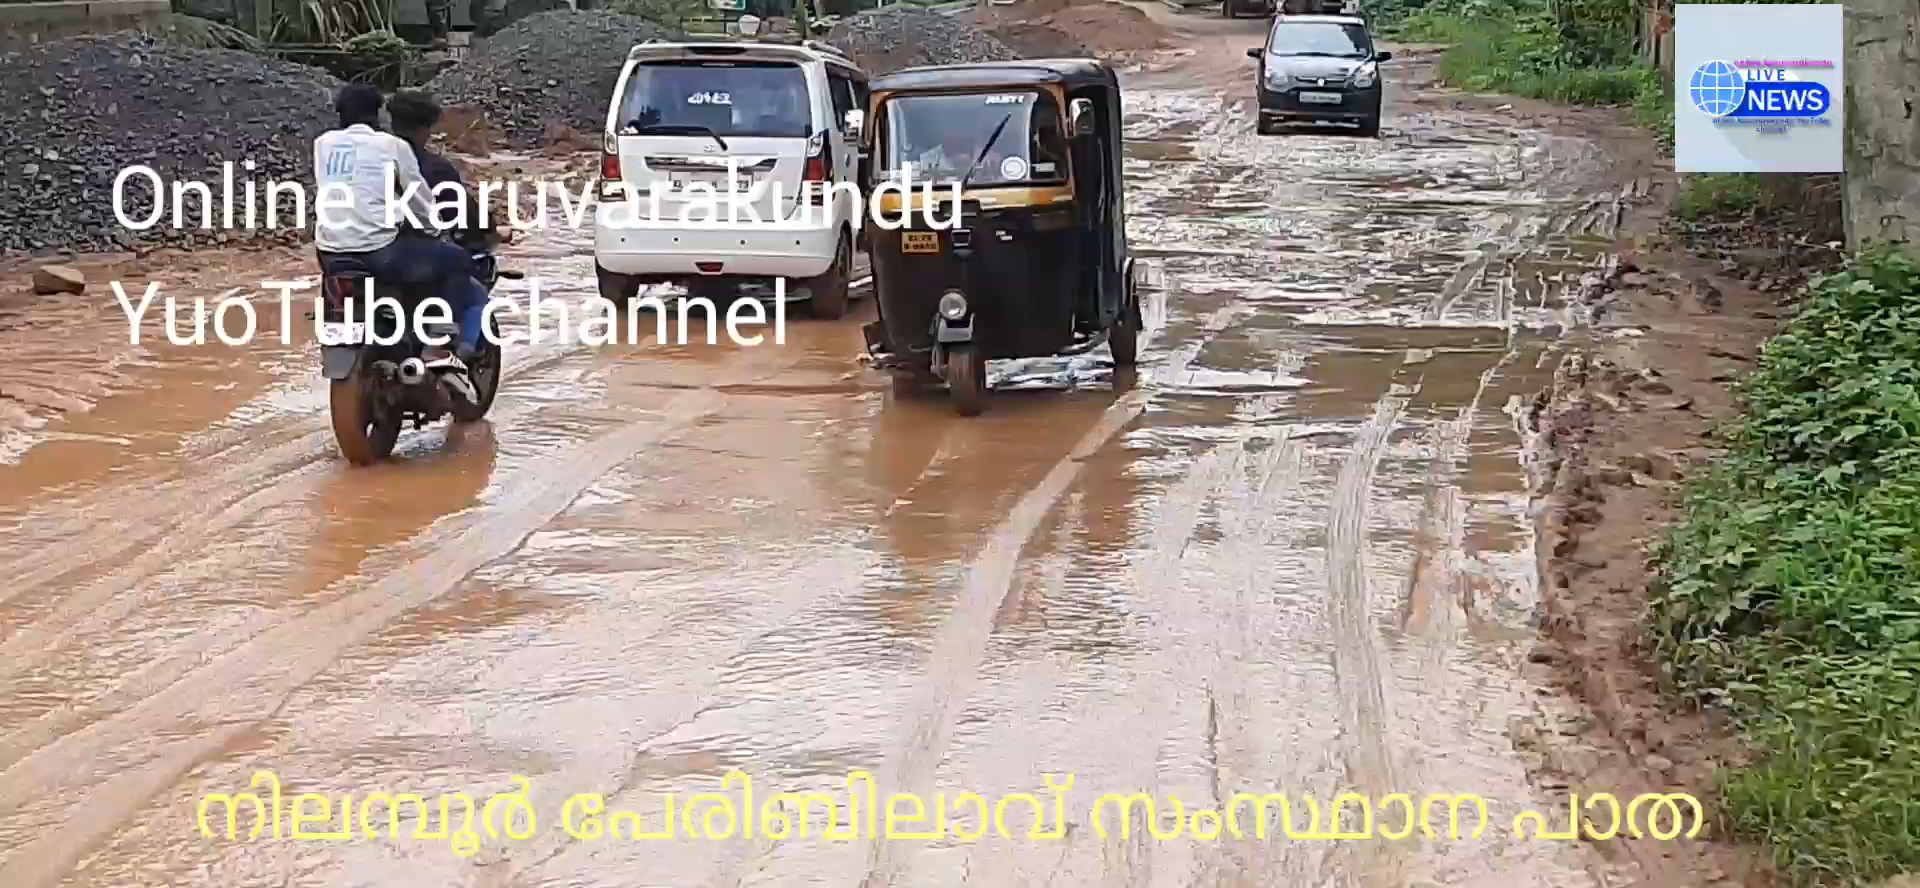 LIVE
NEWS
Online karuvarakundu
YuoTube channel
നിലമ്പൂർ പേരിബിലാവ് സംസ്ഥാന പാത